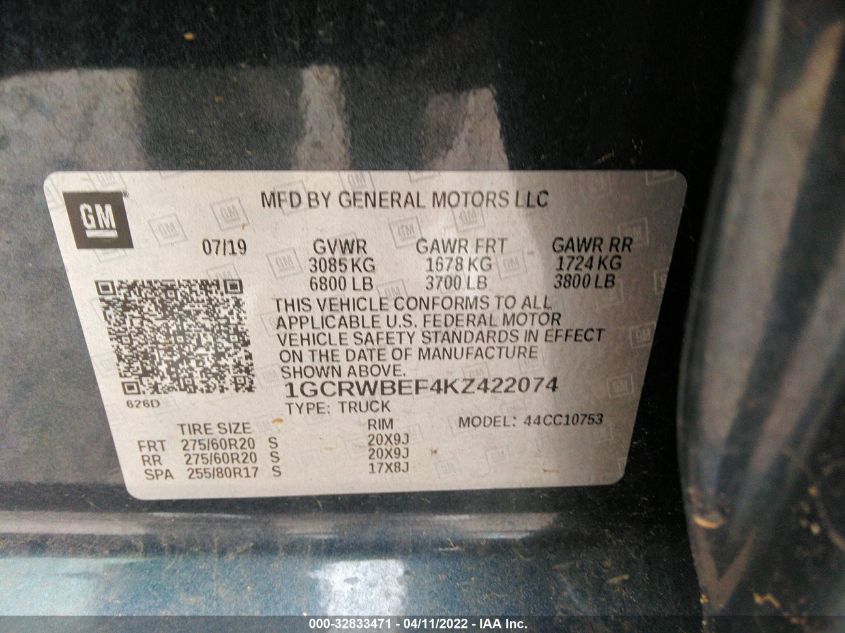 GM
MFD BY GENERAL MOTORS LLC
07/19 GVWR GAWR FRT GAWR RR
3085 KG 1678 KG 1724 KG
6800 LB 3700 LB 3800 LB
THIS VEHICLE CONFORMS TO ALL
APPLICABLE U.S. FEDERAL MOTOR
VEHICLE SAFETY STANDARDS IN EFFECT
ON THE DATE OF MANUFACTURE
SHOWN ABOVE.
626D
1GCRWBEF4KZ422074
TYPE: TRUCK MODEL: 44CC10753
TIRE SIZE RIM
FRT 275/60R20 S 20X9J
RR 275/60R20 S 20X9J
SPA 255/80R17 S 17X8J
000-32833471 - 04/11/2022 - IAA Inc.